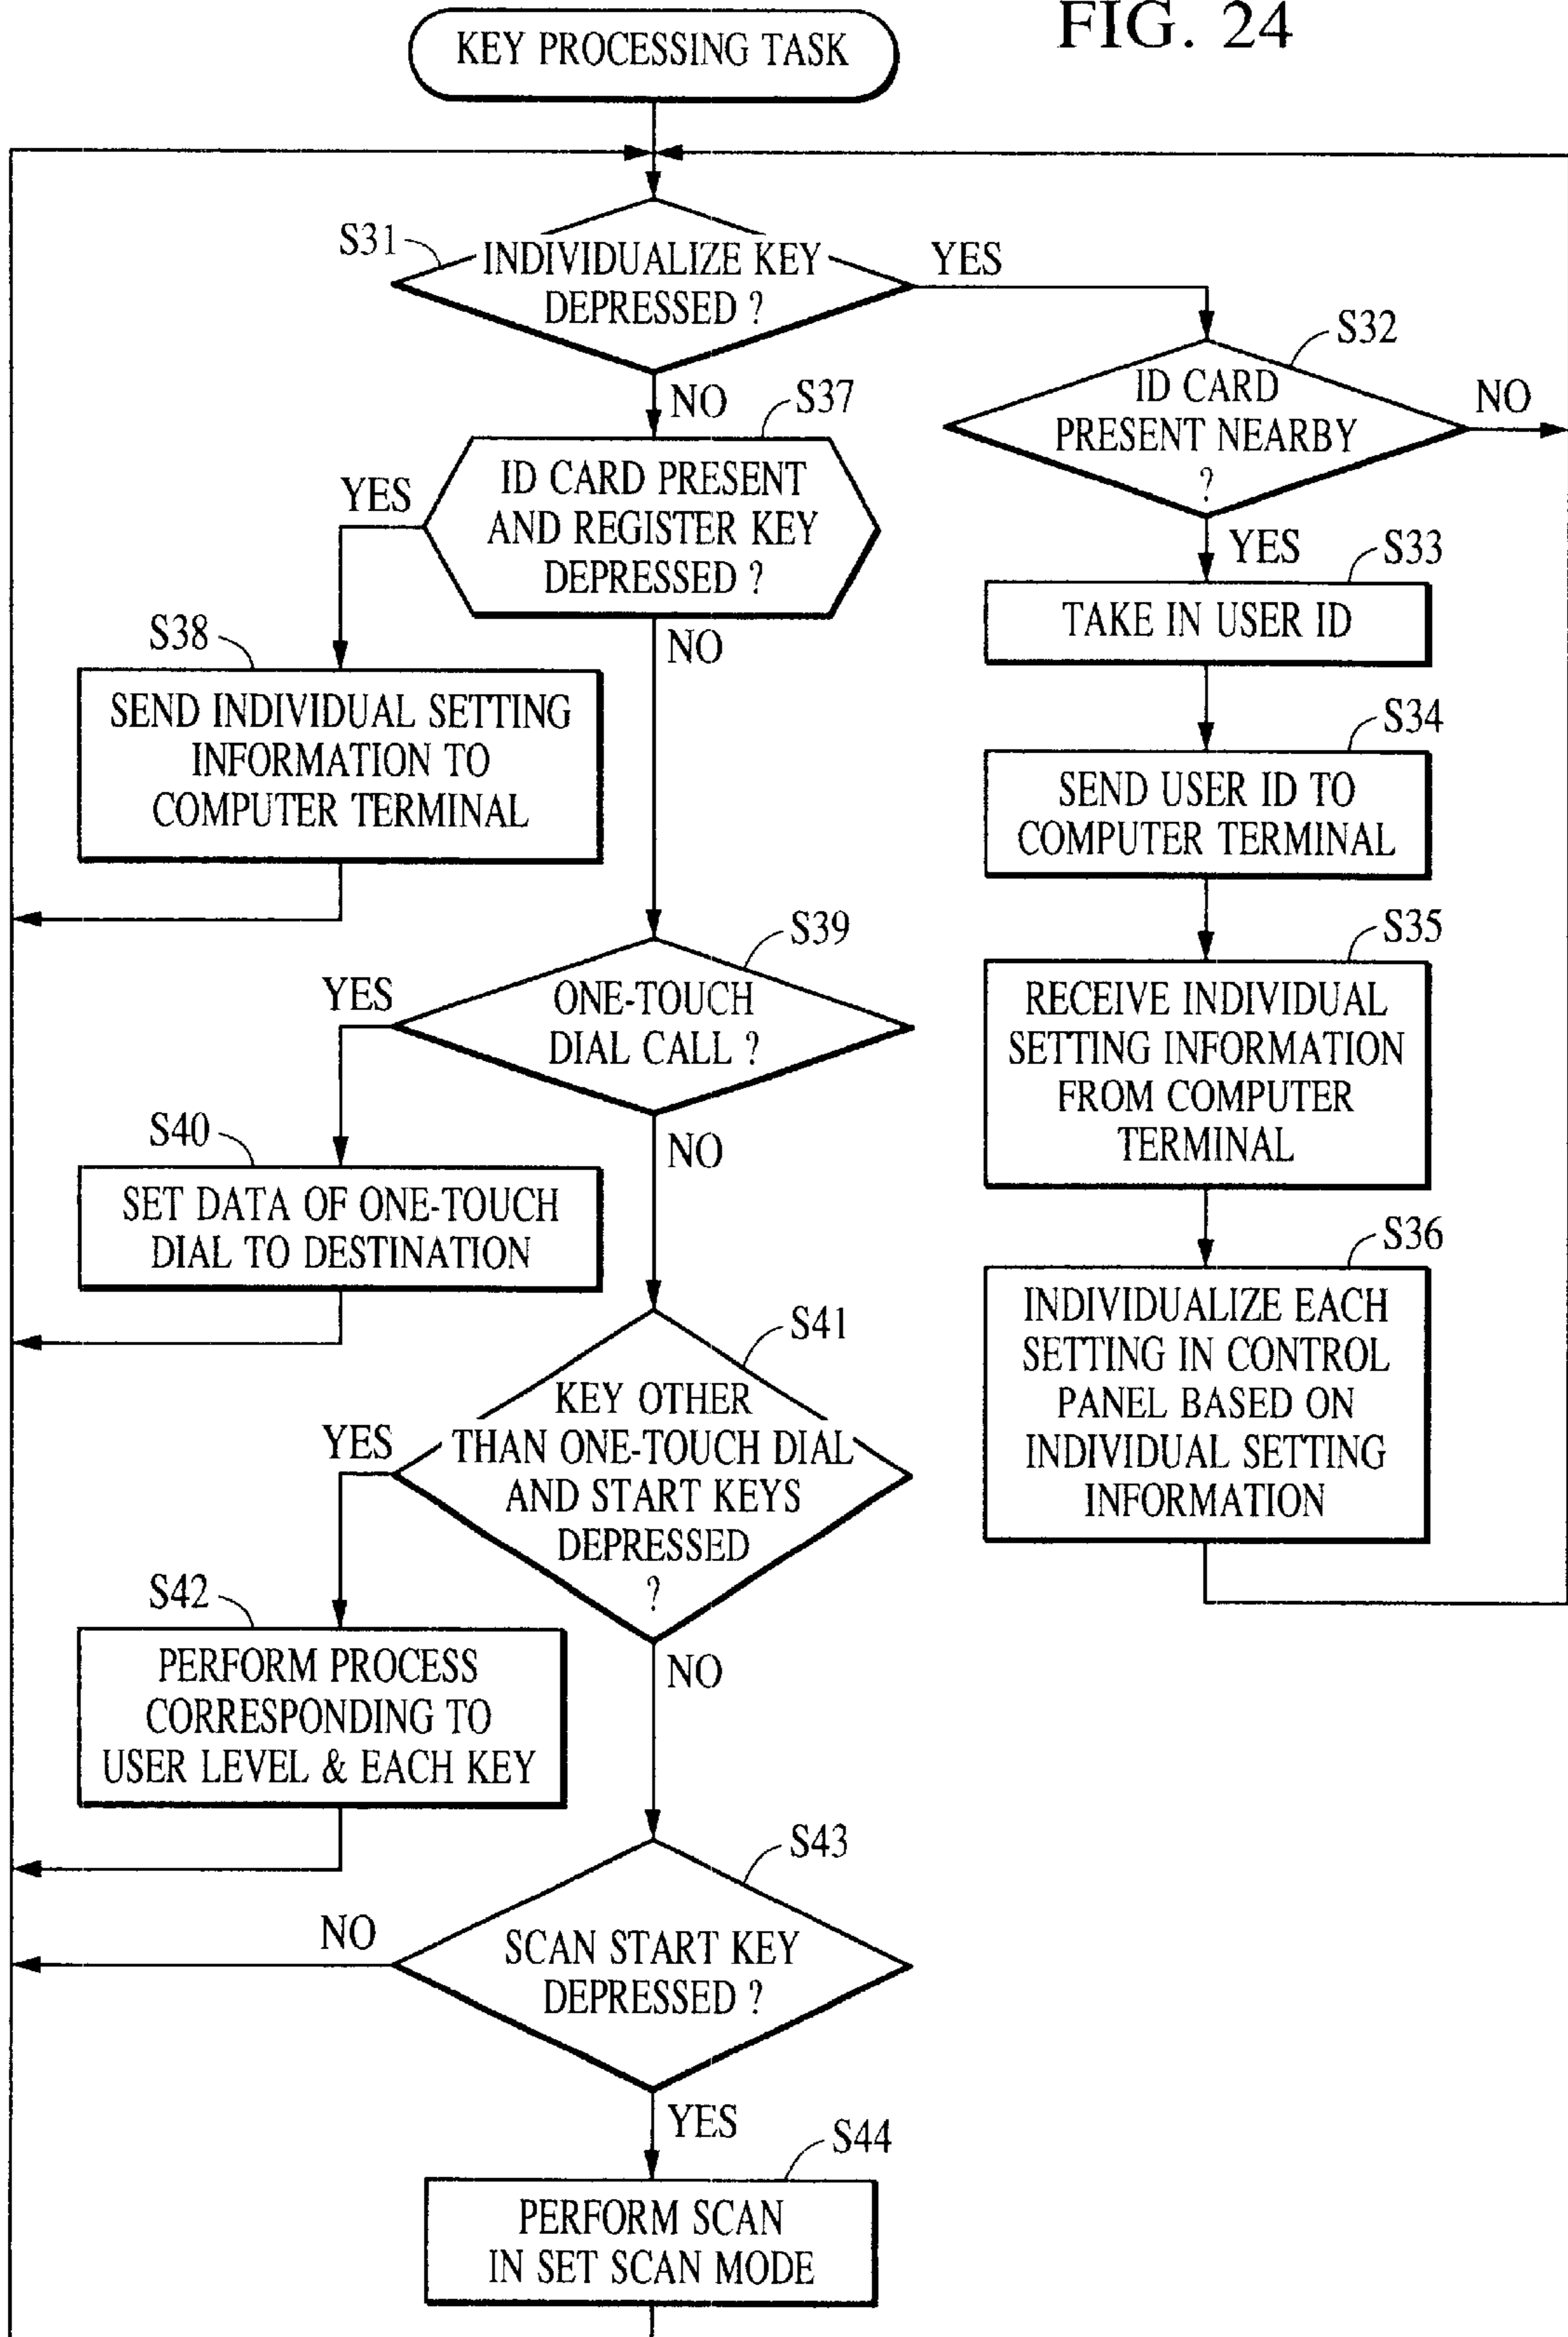 FIG. 24
KEY PROCESSING TASK
S31
INDIVIDUALIZE KEY
DEPRESSED ?
YES
NO
S32
ID CARD
PRESENT NEARBY
?
NO
YES
S33
TAKE IN USER ID
S34
SEND USER ID TO
COMPUTER TERMINAL
S35
RECEIVE INDIVIDUAL
SETTING INFORMATION
FROM COMPUTER
TERMINAL
S36
INDIVIDUALIZE EACH
SETTING IN CONTROL
PANEL BASED ON
INDIVIDUAL SETTING
INFORMATION
S37
ID CARD PRESENT
AND REGISTER KEY
DEPRESSED ?
YES
NO
S38
SEND INDIVIDUAL SETTING
INFORMATION TO
COMPUTER TERMINAL
S39
ONE-TOUCH
DIAL CALL ?
YES
NO
S40
SET DATA OF ONE-TOUCH
DIAL TO DESTINATION
S41
KEY OTHER
THAN ONE-TOUCH DIAL
AND START KEYS
DEPRESSED
?
YES
NO
S42
PERFORM PROCESS
CORRESPONDING TO
USER LEVEL & EACH KEY
S43
SCAN START KEY
DEPRESSED ?
NO
YES
S44
PERFORM SCAN
IN SET SCAN MODE